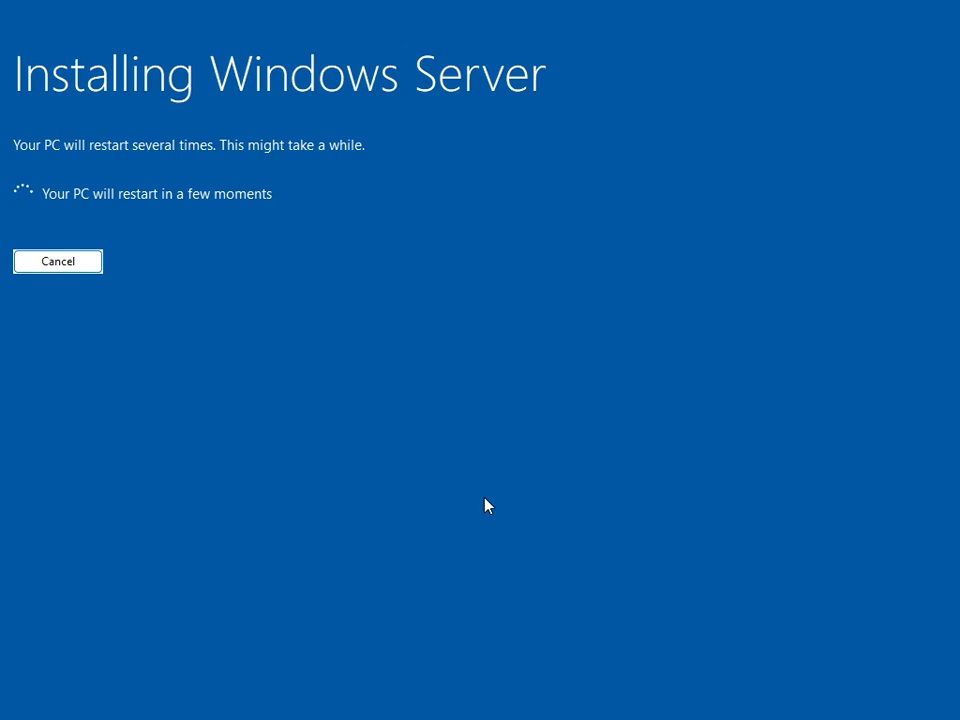 Installing Windows Server
Your PC will restart several times. This might take a while.
Your PC will restart in a few moments
Cancel